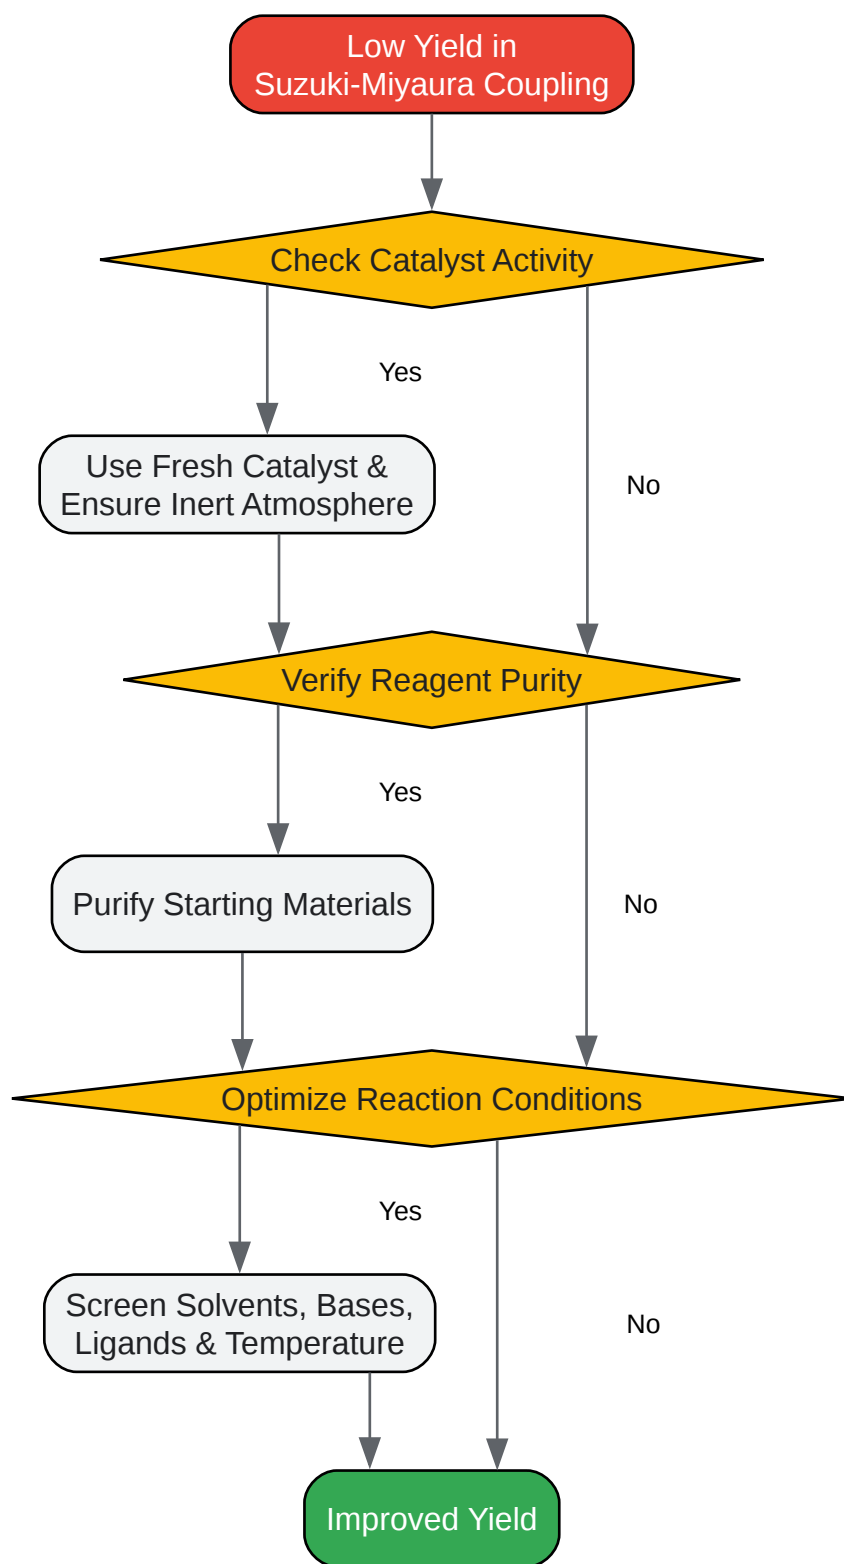 Low Yield in
Suzuki-Miyaura Coupling
Check Catalyst Activity
Yes
Use Fresh Catalyst &
Ensure Inert Atmosphere
No
Verify Reagent Purity
Yes
Purify Starting Materials
No
Optimize Reaction Conditions
Yes
Screen Solvents, Bases,
Ligands & Temperature
No
Improved Yield